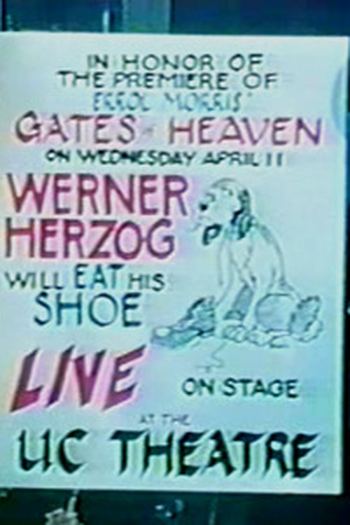 IN HONOR OF
THE PREMIERE OF
ERROL MORRIS'
GATES OF HEAVEN
ON WEDNESDAY APRIL 11
WERNER
HERZOG
WILL EAT HIS
SHOE
LIVE
ON STAGE
AT THE
UC THEATRE